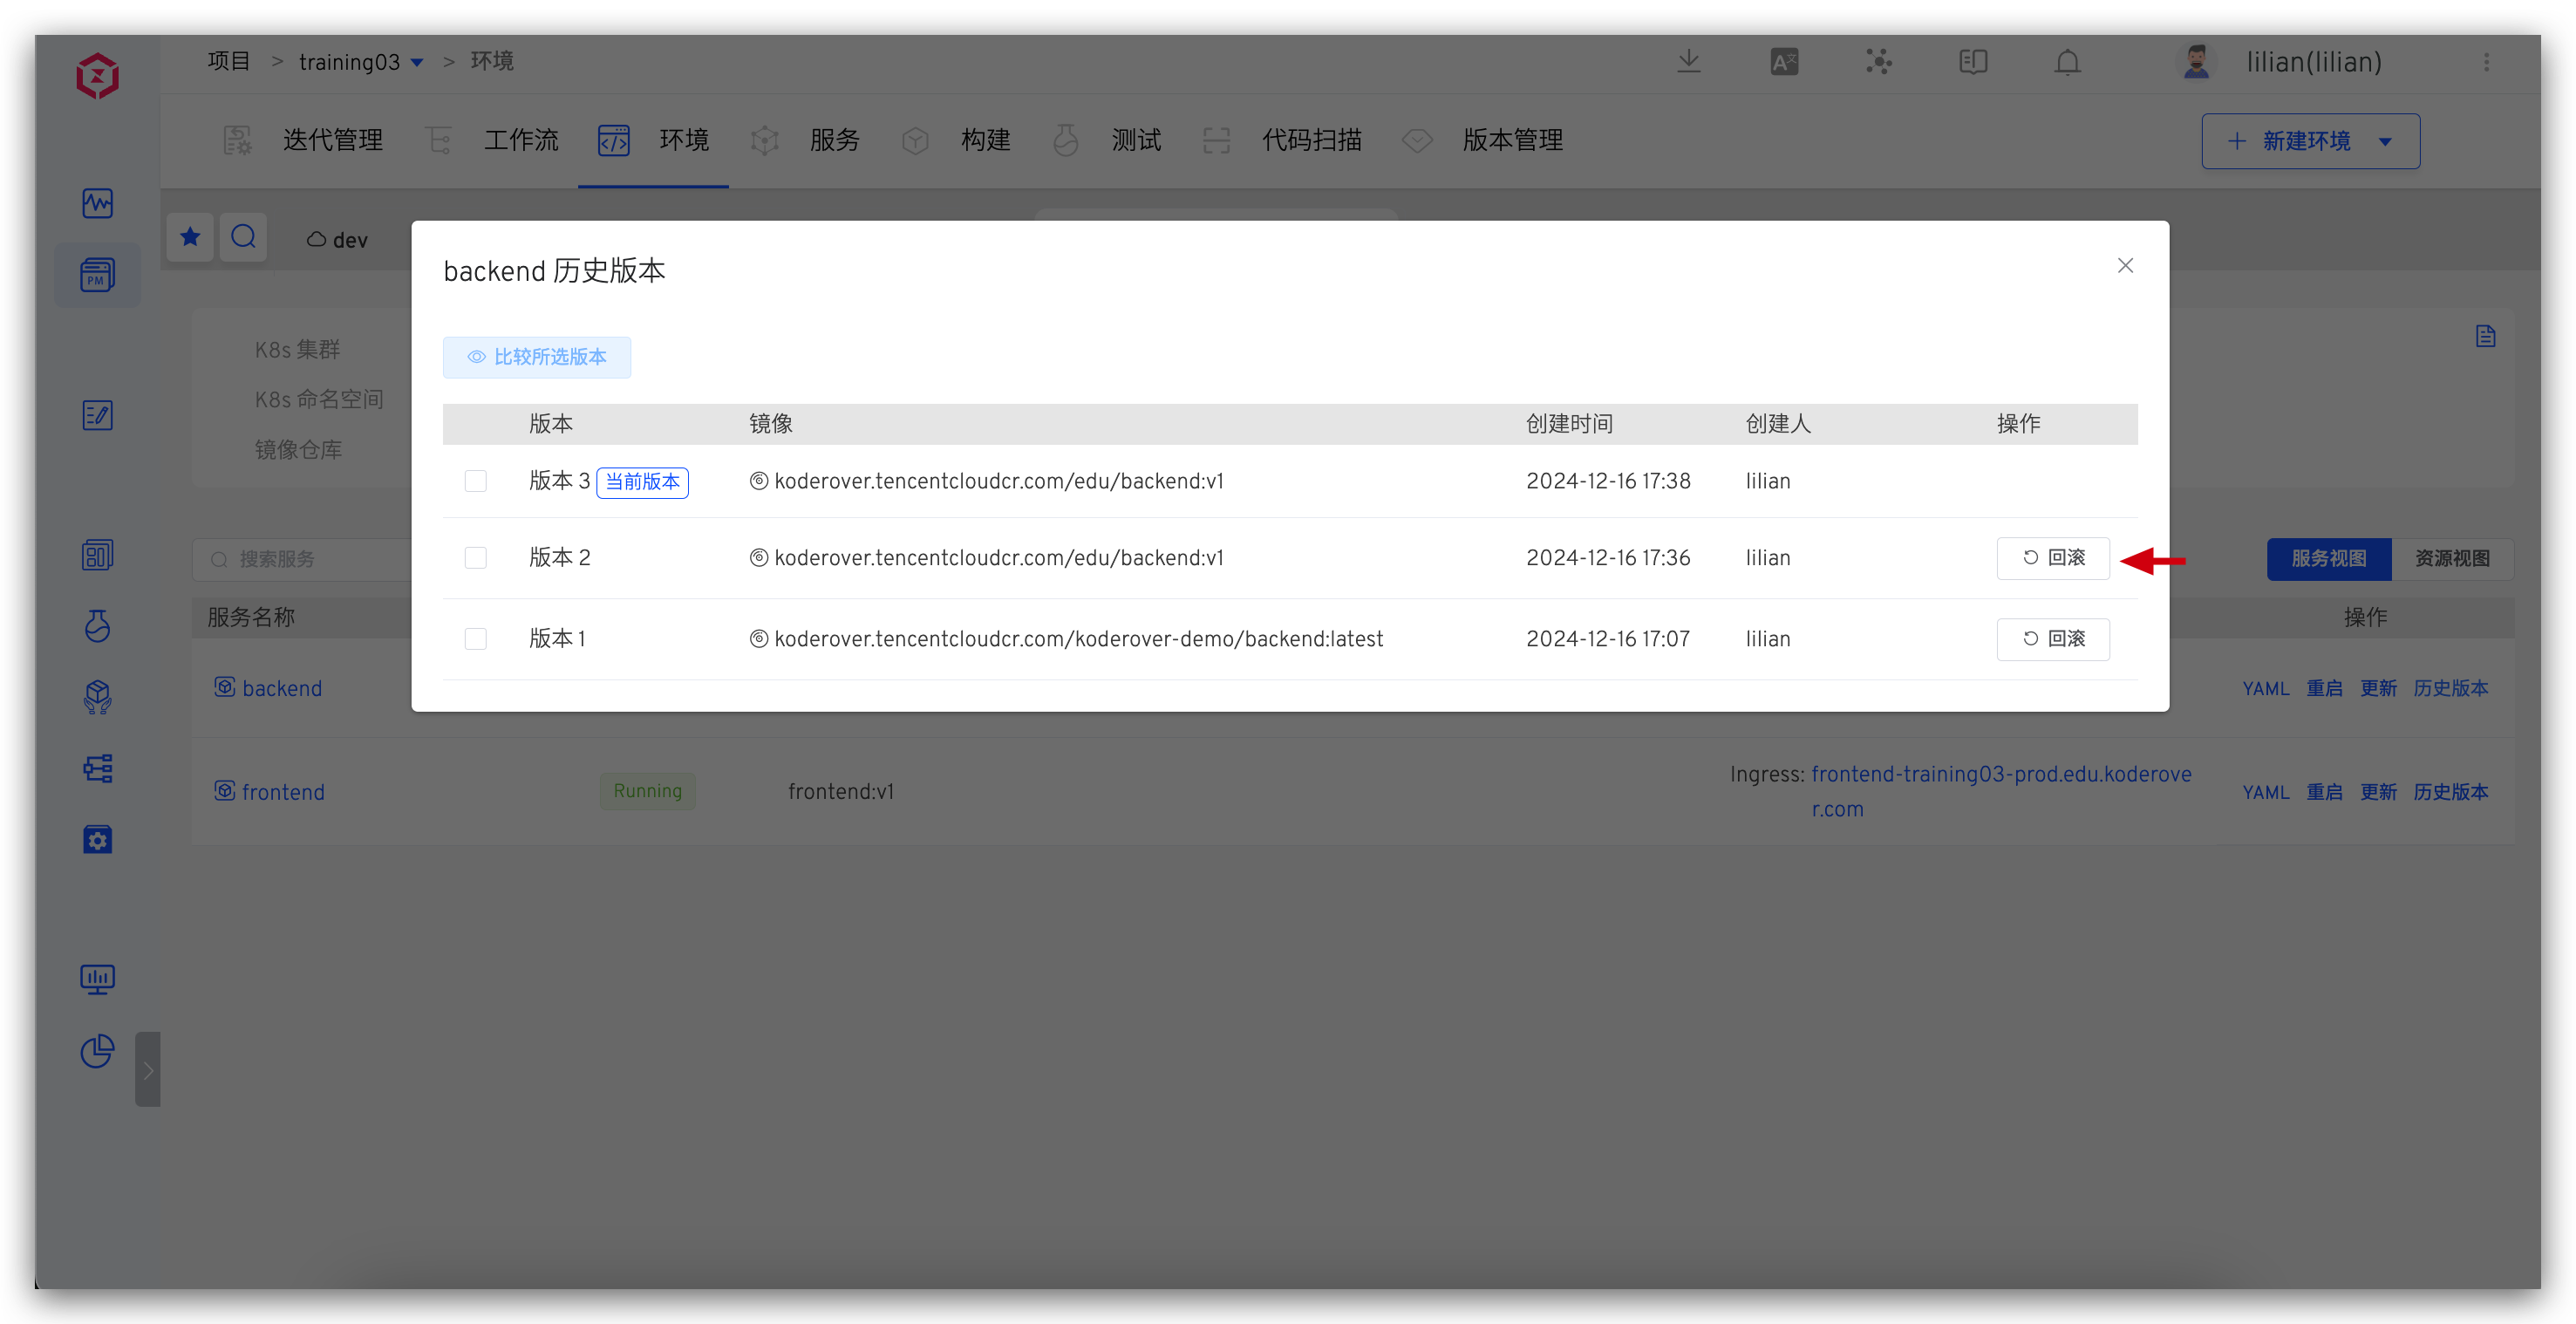 项目 > training03 > 环境
lilian(lilian)
迭代管理 工作流 环境 服务 构建 测试 代码扫描 版本管理
+ 新建环境
PM
dev
K8s 集群
K8s 命名空间
镜像仓库
backend 历史版本
比较所选版本
版本 镜像 创建时间 创建人 操作
版本 3 当前版本 koderover.tencentcloudcr.com/edu/backend:v1 2024-12-16 17:38 lilian
版本 2 koderover.tencentcloudcr.com/edu/backend:v1 2024-12-16 17:36 lilian 回滚
版本 1 koderover.tencentcloudcr.com/koderover-demo/backend:latest 2024-12-16 17:07 lilian 回滚
搜索服务
服务视图 资源视图
服务名称 操作
backend YAML 重启 更新 历史版本
frontend Running frontend:v1 Ingress: frontend-training03-prod.edu.koderove
r.com
YAML 重启 更新 历史版本